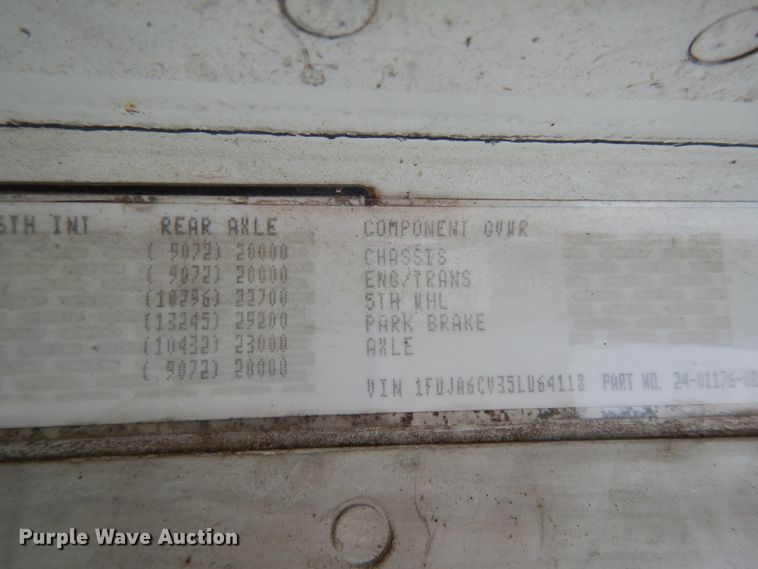 5TH INT REAR AXLE COMPONENT GVWR
( 9072) 20000 CHASSIS
( 9072) 20000 ENG/TRANS
(10296) 22700 5TH WHL
(13245) 29200 PARK BRAKE
(10432) 23000 AXLE
( 9072) 20000
VIN 1FUJA6CV35LU64118 PART NO. 24-01176-00
Purple Wave Auction